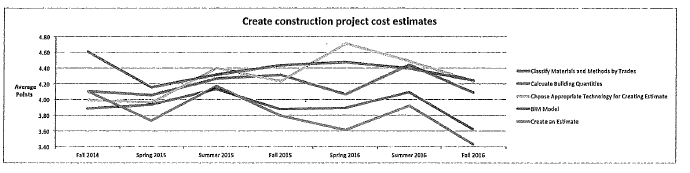 Create construction project cost estimates
4.80
4.60
4.40
4.20
4.00
3.80
3.60
3.40
Average
Points
Fall 2014
Spring 2015
Summer 2015
Fall 2015
Spring 2016
Summer 2016
Fall 2016
Classify Materials and Methods by Trades
Calculate Building Quantities
Choose Appropriate Technology for Creating Estimate
BIM Model
Create an Estimate